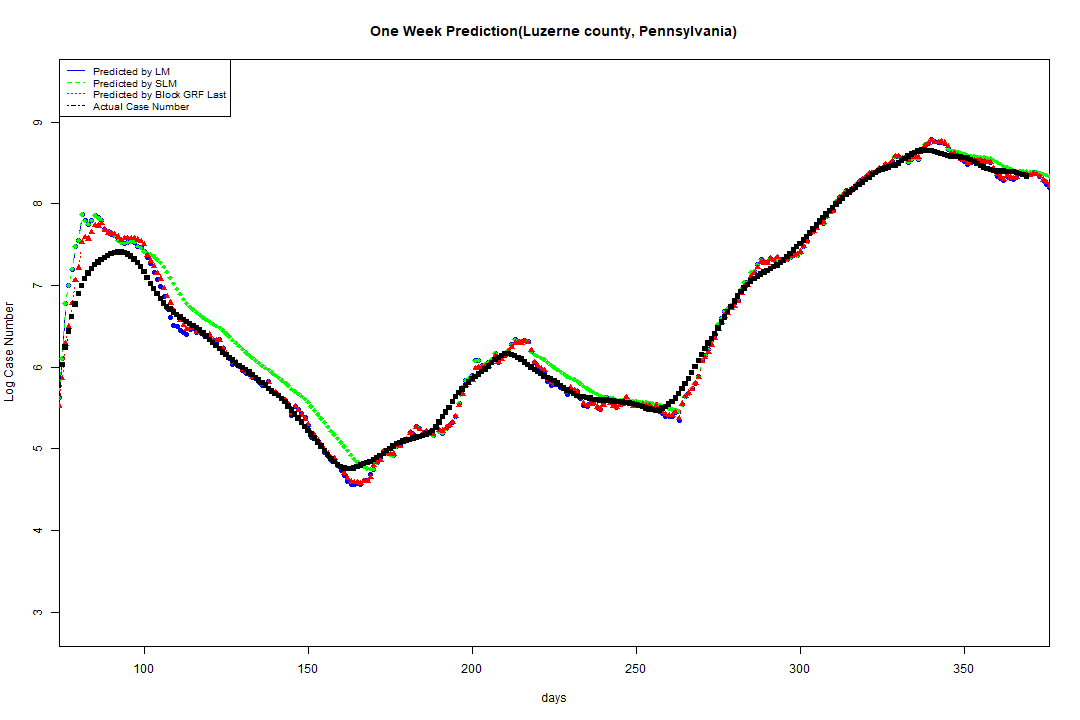 One Week Prediction(Luzerne county, Pennsylvania)
Predicted by LM
Predicted by SLM
Predicted by Block GRF Last
Actual Case Number
9
8
7
6
5
4
3
Log Case Number
100 150 200 250 300 350
days